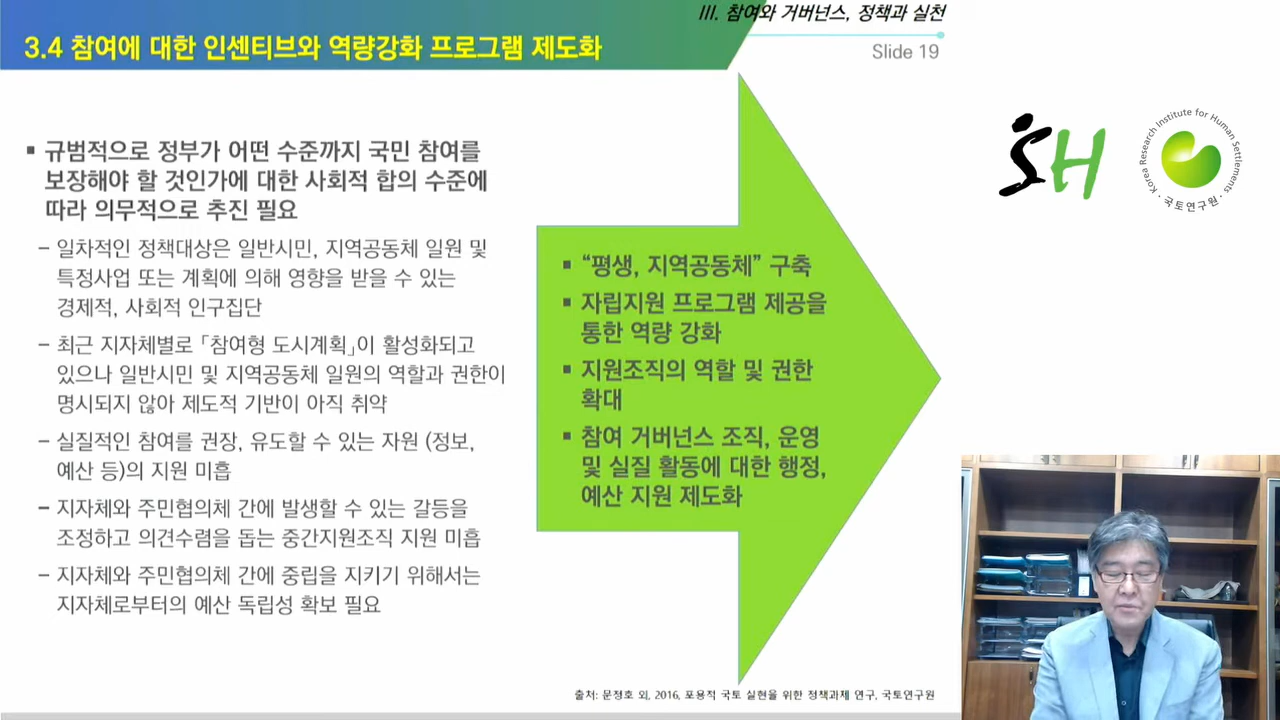 III. 참여와 거버넌스, 정책과 실천
3.4 참여에 대한 인센티브와 역량강화 프로그램 제도화
Slide 19
▪ 규범적으로 정부가 어떤 수준까지 국민 참여를
보장해야 할 것인가에 대한 사회적 합의 수준에
따라 의무적으로 추진 필요
– 일차적인 정책대상은 일반시민, 지역공동체 일원 및
특정사업 또는 계획에 의해 영향을 받을 수 있는
경제적, 사회적 인구집단
– 최근 지자체별로 「참여형 도시계획」이 활성화되고
있으나 일반시민 및 지역공동체 일원의 역할과 권한이
명시되지 않아 제도적 기반이 아직 취약
– 실질적인 참여를 권장, 유도할 수 있는 자원 (정보,
예산 등)의 지원 미흡
– 지자체와 주민협의체 간에 발생할 수 있는 갈등을
조정하고 의견수렴을 돕는 중간지원조직 지원 미흡
– 지자체와 주민협의체 간에 중립을 지키기 위해서는
지자체로부터의 예산 독립성 확보 필요
▪ “평생, 지역공동체” 구축
▪ 자립지원 프로그램 제공을
통한 역량 강화
▪ 지원조직의 역할 및 권한
확대
▪ 참여 거버넌스 조직, 운영
및 실질 활동에 대한 행정,
예산 지원 제도화
출처: 문정호 외, 2016, 포용적 국토 실현을 위한 정책과제 연구, 국토연구원
SH
Korea Research Institute for Human Settlements
· 국토연구원 ·